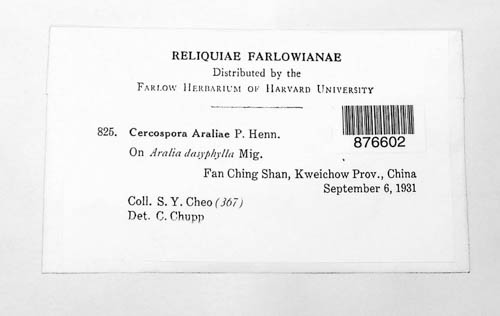 RELIQUIAE FARLOWIANAE
Distributed by the
FARLOW HERBARIUM OF HARVARD UNIVERSITY
825. Cercospora Araliae P. Henn.
876602
On Aralia dasyphylla Mig.
Fan Ching Shan, Kweichow Prov., China
September 6, 1931
Coll. S. Y. Cheo (367)
Det. C. Chupp